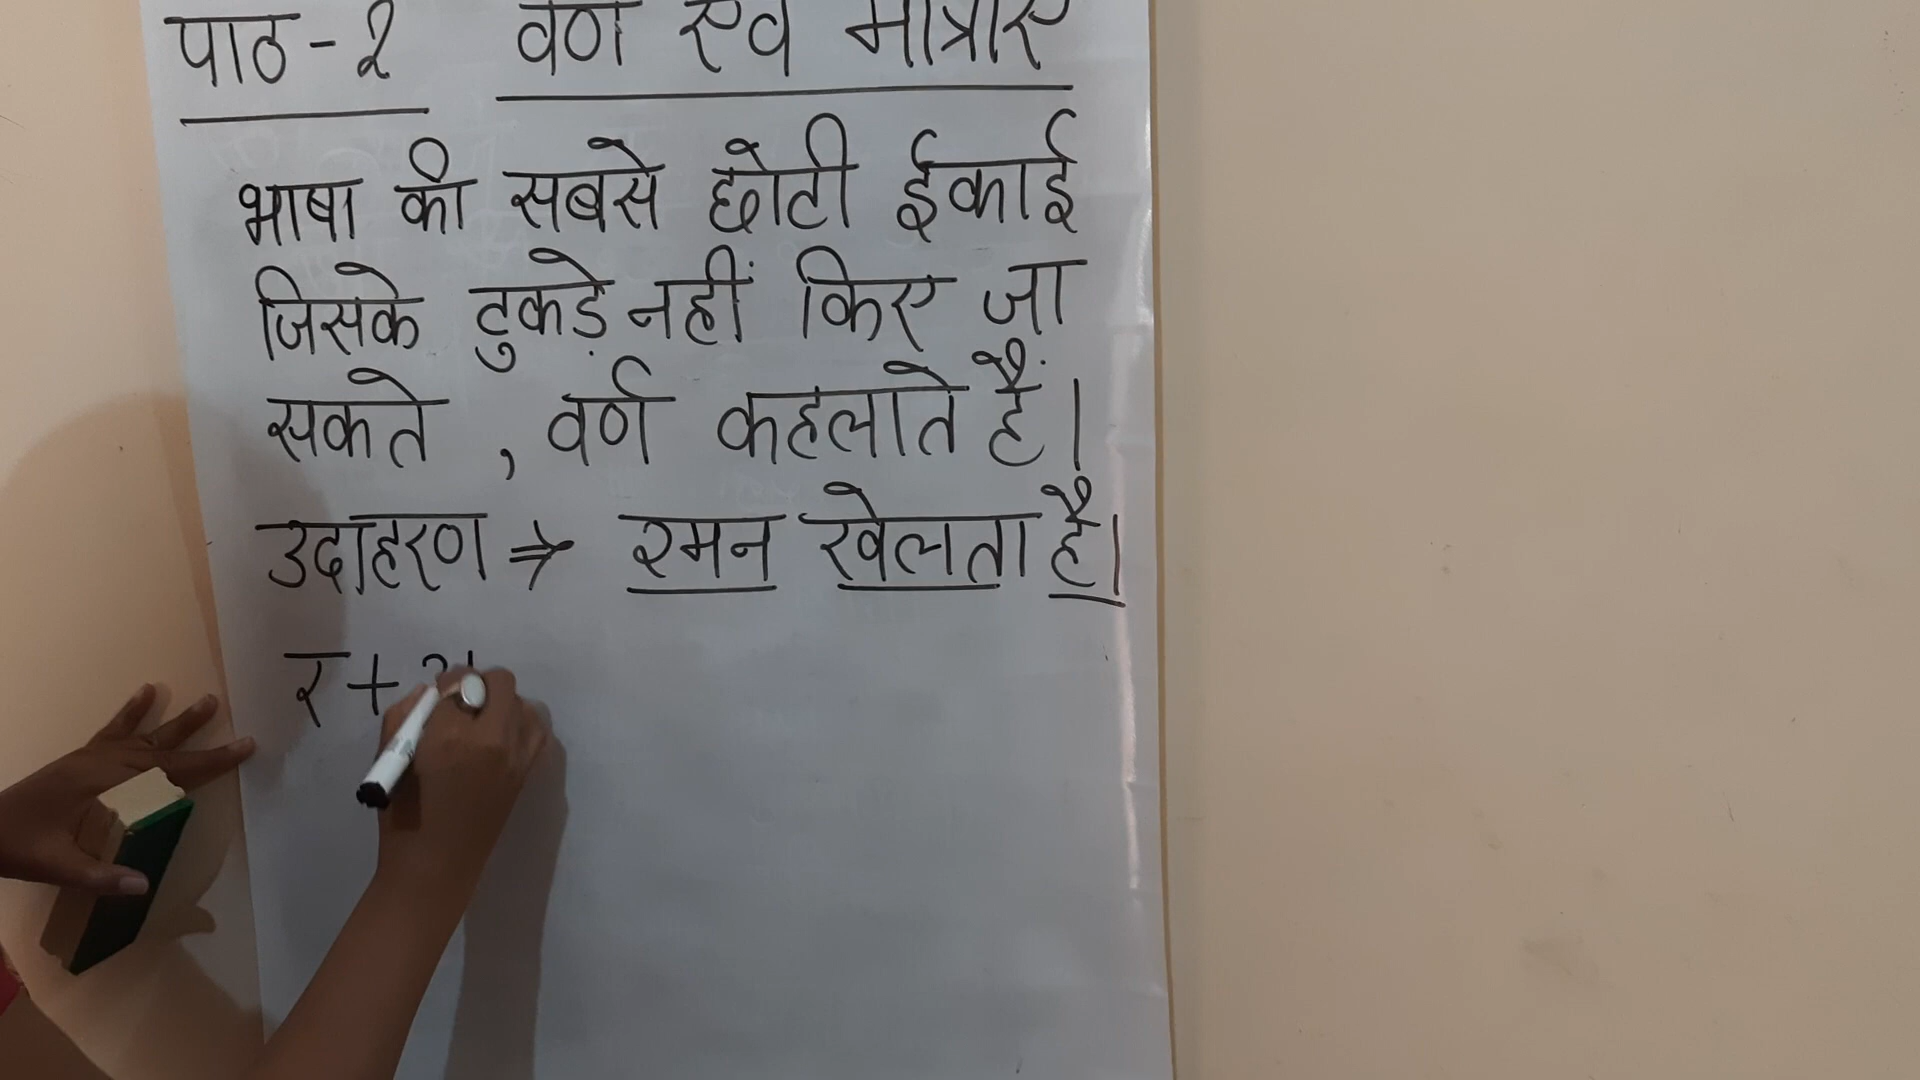 पाठ-2 वर्ण एवं मात्राएं
भाषा की सबसे छोटी ईकाई
जिसके टुकड़े नहीं किए जा
सकते , वर्ण कहलाते हैं।
उदाहरण ⇒ रमन खेलता है।
र + अ